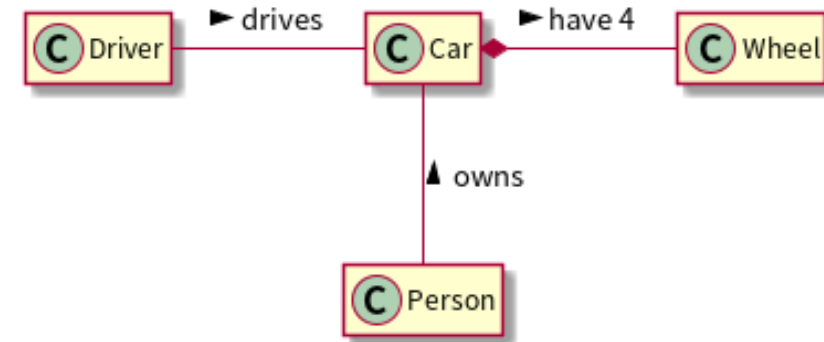 ► drives
► have 4
C Driver
C Car
C Wheel
▲ owns
C Person